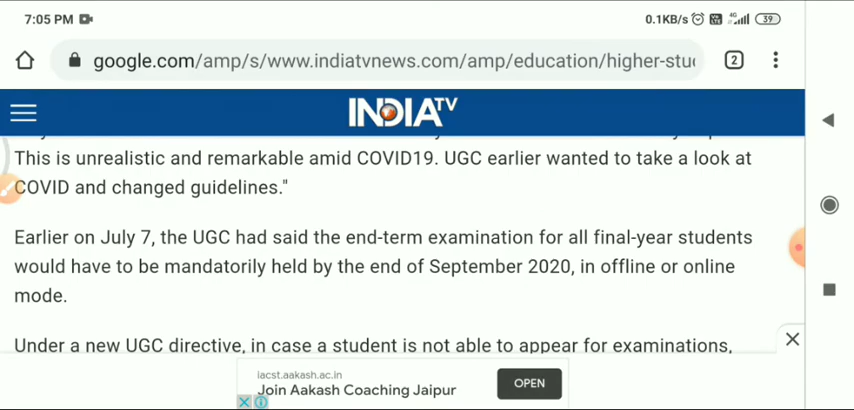 7:05 PM
0.1KB/s 4G 39
google.com/amp/s/www.indiatvnews.com/amp/education/higher-stu
2
INDIA TV
This is unrealistic and remarkable amid COVID19. UGC earlier wanted to take a look at
COVID and changed guidelines."
Earlier on July 7, the UGC had said the end-term examination for all final-year students
would have to be mandatorily held by the end of September 2020, in offline or online
mode.
Under a new UGC directive, in case a student is not able to appear for examinations,
iacst.aakash.ac.in
Join Aakash Coaching Jaipur
OPEN